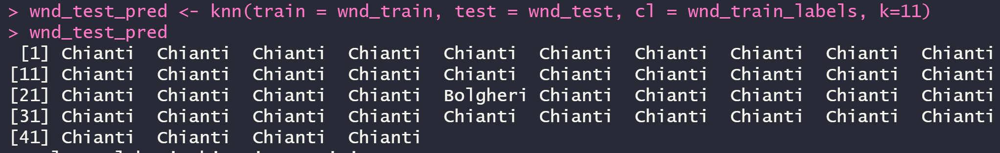 > wnd_test_pred <- knn(train = wnd_train, test = wnd_test, cl = wnd_train_labels, k=11)
> wnd_test_pred
[1] Chianti Chianti Chianti Chianti Chianti Chianti Chianti Chianti Chianti Chianti
[11] Chianti Chianti Chianti Chianti Chianti Chianti Chianti Chianti Chianti Chianti
[21] Chianti Chianti Chianti Chianti Bolgheri Chianti Chianti Chianti Chianti Chianti
[31] Chianti Chianti Chianti Chianti Chianti Chianti Chianti Chianti Chianti Chianti
[41] Chianti Chianti Chianti Chianti